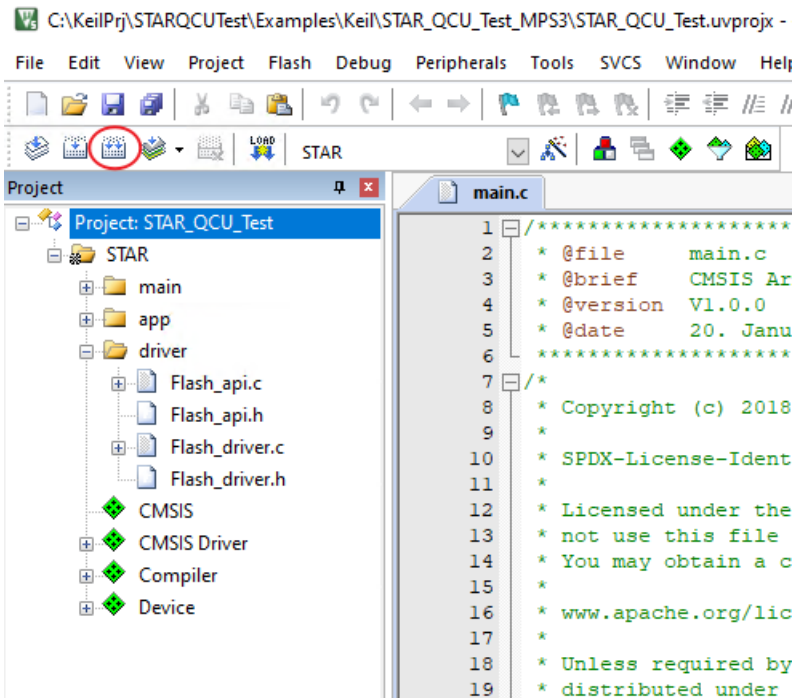 C:\KeilPrj\STARQCUTest\Examples\Keil\STAR_QCU_Test_MPS3\STAR_QCU_Test.uvprojx -
File Edit View Project Flash Debug Peripherals Tools SVCS Window Help
LOAD STAR
Project
main.c
Project: STAR_QCU_Test
STAR
main
app
driver
Flash_api.c
Flash_api.h
Flash_driver.c
Flash_driver.h
CMSIS
CMSIS Driver
Compiler
Device
1 /*********************
2 * @file main.c
3 * @brief CMSIS Ar
4 * @version V1.0.0
5 * @date 20. Janu
6 *********************
7 /*
8 * Copyright (c) 2018
9 *
10 * SPDX-License-Ident
11 *
12 * Licensed under the
13 * not use this file
14 * You may obtain a c
15 *
16 * www.apache.org/lic
17 *
18 * Unless required by
19 * distributed under